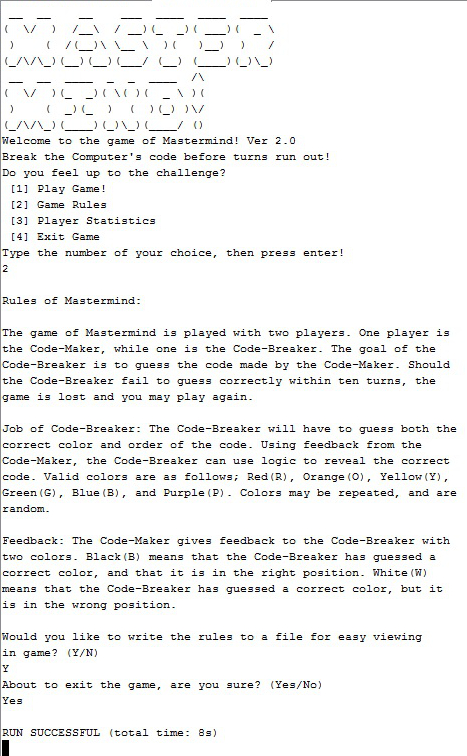 MASTER
MIND!
Welcome to the game of Mastermind! Ver 2.0
Break the Computer's code before turns run out!
Do you feel up to the challenge?
[1] Play Game!
[2] Game Rules
[3] Player Statistics
[4] Exit Game
Type the number of your choice, then press enter!
2
Rules of Mastermind:
The game of Mastermind is played with two players. One player is
the Code-Maker, while one is the Code-Breaker. The goal of the
Code-Breaker is to guess the code made by the Code-Maker. Should
the Code-Breaker fail to guess correctly within ten turns, the
game is lost and you may play again.
Job of Code-Breaker: The Code-Breaker will have to guess both the
correct color and order of the code. Using feedback from the
Code-Maker, the Code-Breaker can use logic to reveal the correct
code. Valid colors are as follows; Red(R), Orange(O), Yellow(Y),
Green(G), Blue(B), and Purple(P). Colors may be repeated, and are
random.
Feedback: The Code-Maker gives feedback to the Code-Breaker with
two colors. Black(B) means that the Code-Breaker has guessed a
correct color, and that it is in the right position. White(W)
means that the Code-Breaker has guessed a correct color, but it
is in the wrong position.
Would you like to write the rules to a file for easy viewing
in game? (Y/N)
Y
About to exit the game, are you sure? (Yes/No)
Yes
RUN SUCCESSFUL (total time: 8s)